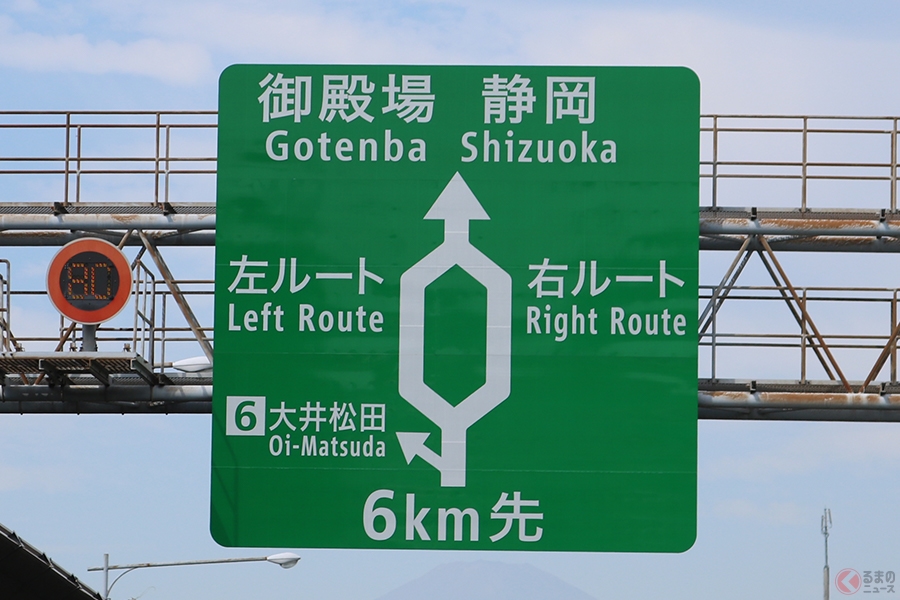 御殿場 静岡
Gotenba Shizuoka
左ルート
Left Route
右ルート
Right Route
6 大井松田
Oi-Matsuda
6km先
80
くるまの
ニュース